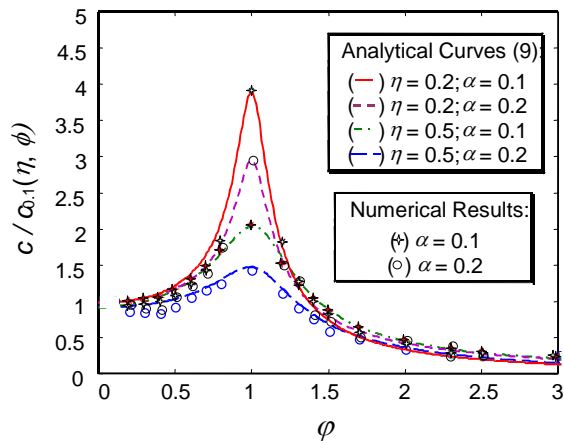 5
4.5
4
3.5
3
2.5
2
1.5
1
0.5
0
c / α0.1(η, ϕ)
Analytical Curves (9):
( ) η = 0.2; α = 0.1
( ) η = 0.2; α = 0.2
( ) η = 0.5; α = 0.1
( ) η = 0.5; α = 0.2
Numerical Results:
( ) α = 0.1
( ) α = 0.2
0 0.5 1 1.5 2 2.5 3
φ